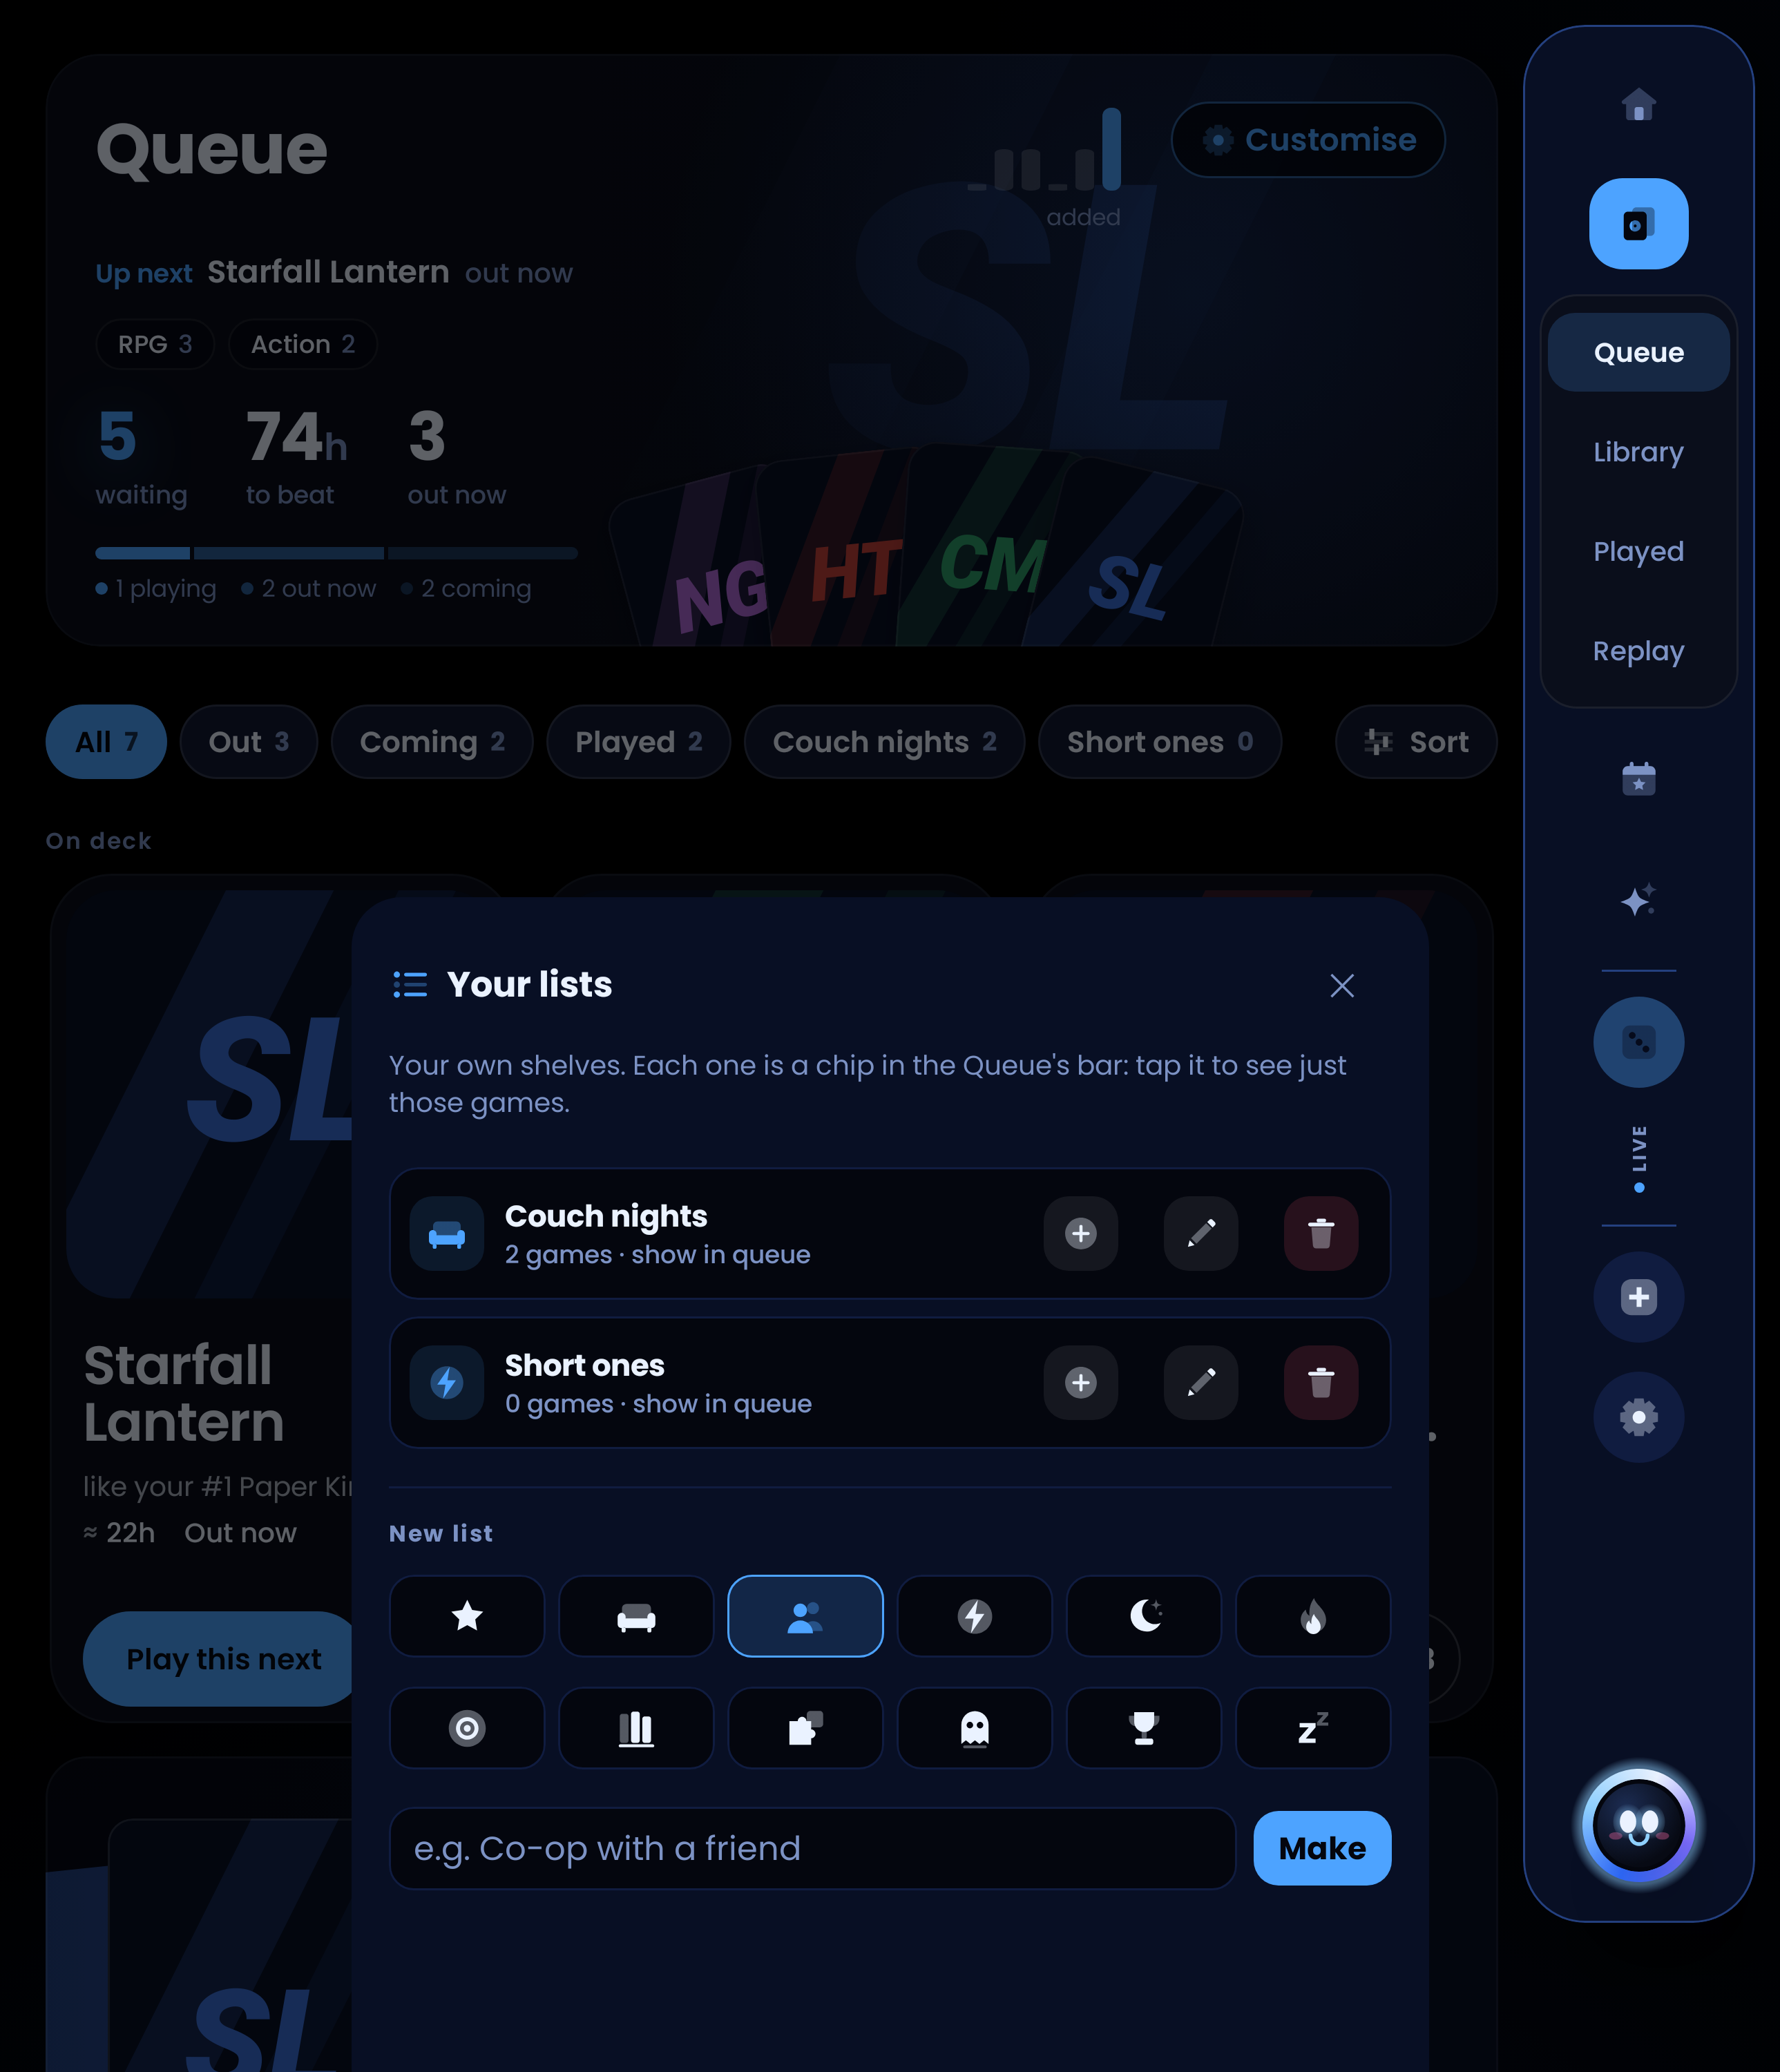 Queue
Customise
added
SL
Up next Starfall Lantern out now
RPG 3 Action 2
5 74h 3
waiting to beat out now
NG HT CM SL
1 playing 2 out now 2 coming
All 7 Out 3 Coming 2 Played 2 Couch nights 2 Short ones 0 Sort
On deck
SL
Starfall
Lantern
like your #1 Paper
≈ 22h Out now
Play this next
SL
Your lists
Your own shelves. Each one is a chip in the Queue's bar: tap it to see just
those games.
Couch nights
2 games · show in queue
Short ones
0 games · show in queue
New list
zz
e.g. Co-op with a friend
Make
Queue
Library
Played
Replay
LIVE